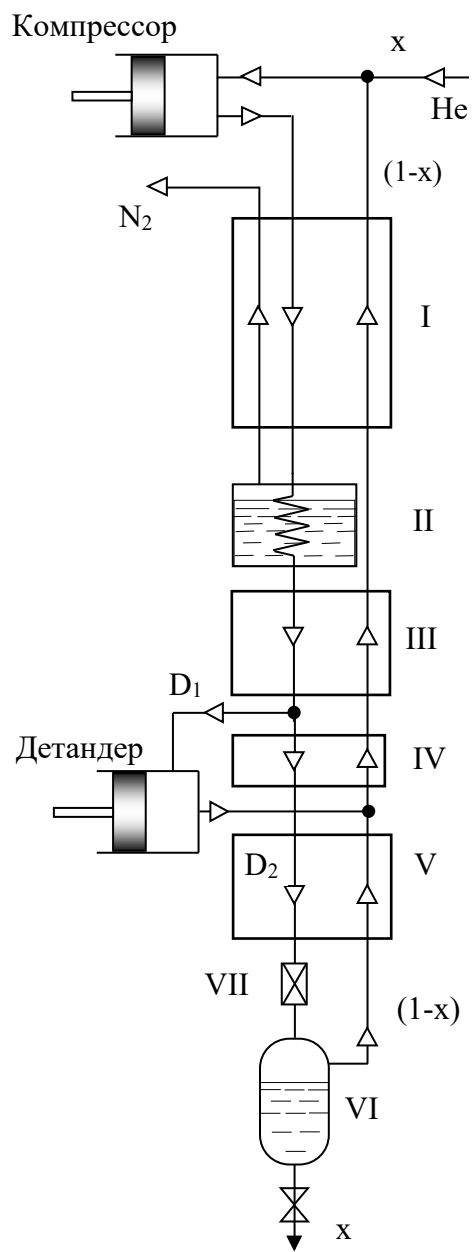 Компрессор
x
He
(1-x)
N₂
I
II
III
D₁
Детандер
IV
D₂
V
VII
(1-x)
VI
x